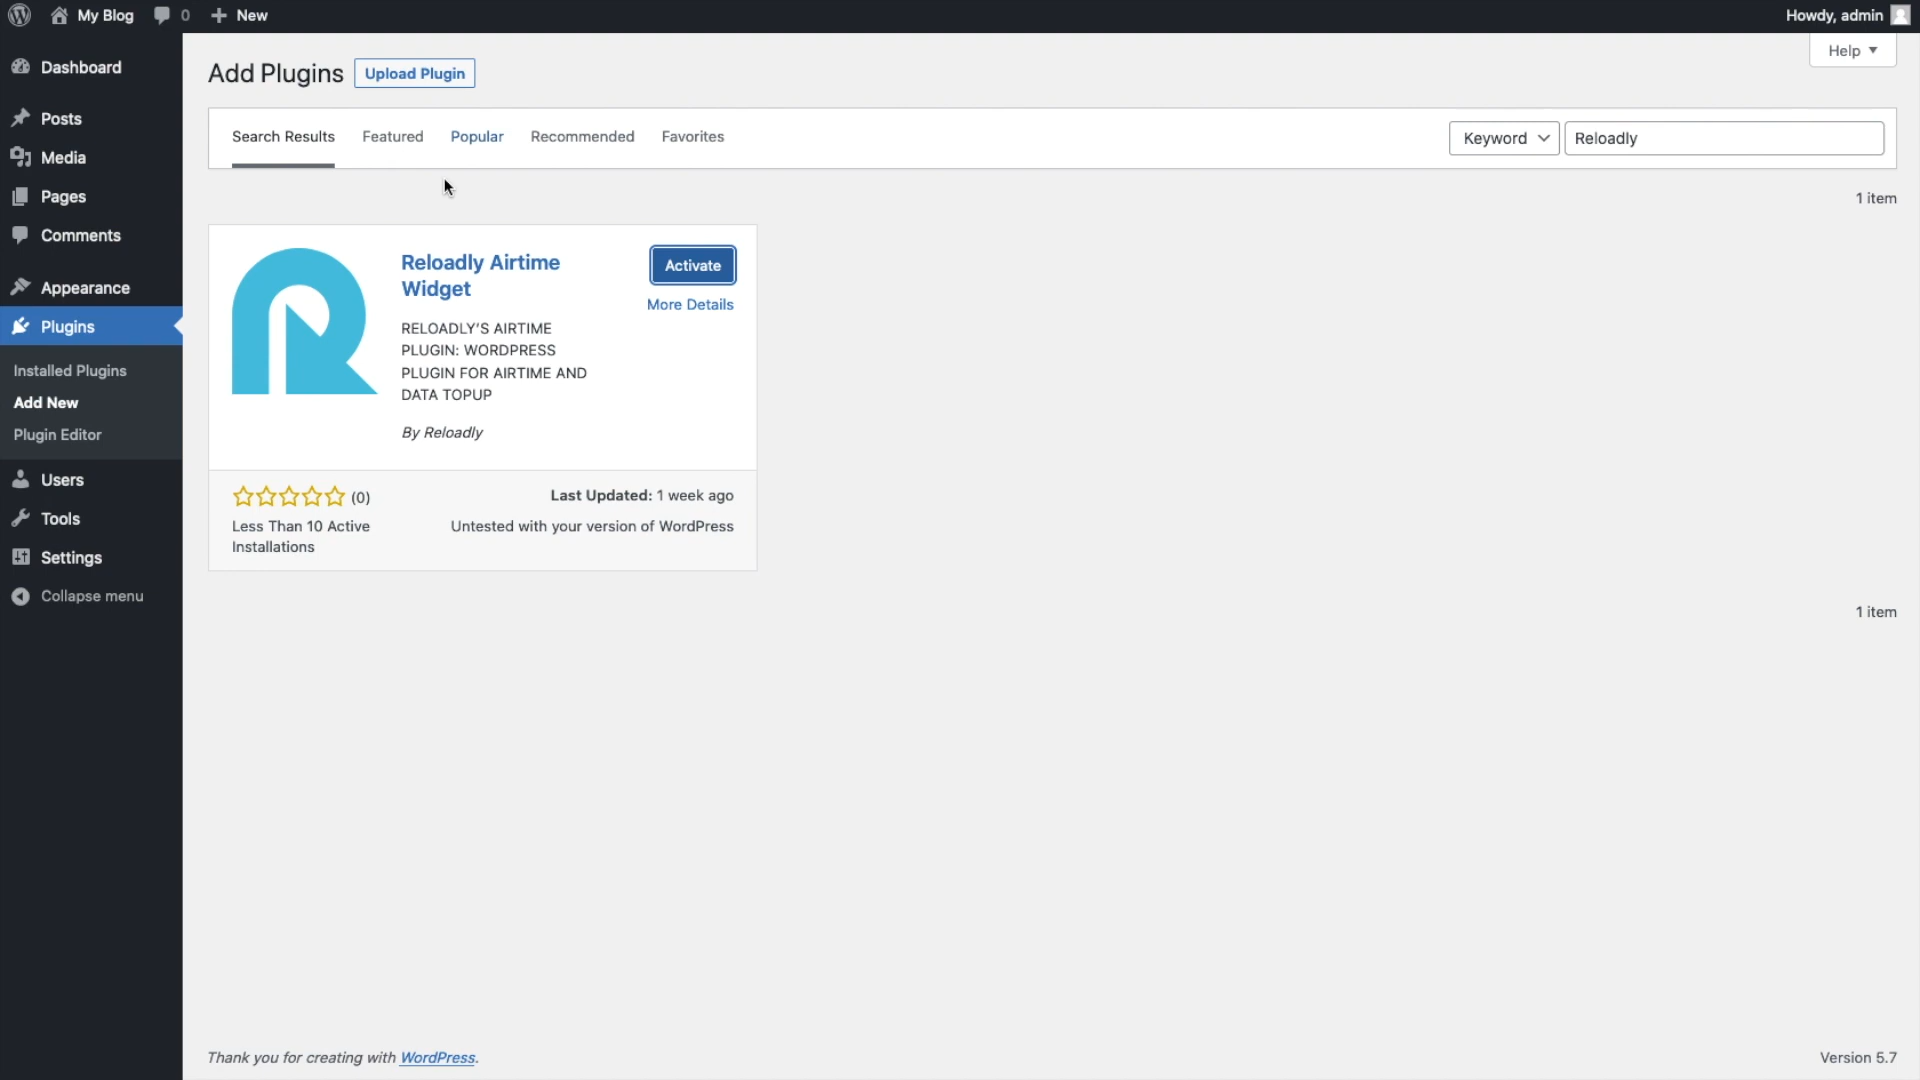 My Blog
0
New
Howdy, admin
Help
Dashboard
Posts
Media
Pages
Comments
Appearance
Plugins
Installed Plugins
Add New
Plugin Editor
Users
Tools
Settings
Collapse menu
Add Plugins
Upload Plugin
Search Results
Featured
Popular
Recommended
Favorites
Keyword
Reloadly
1 item
Reloadly Airtime
Widget
Activate
More Details
RELOADLY’S AIRTIME
PLUGIN: WORDPRESS
PLUGIN FOR AIRTIME AND
DATA TOPUP
By Reloadly
(0)
Last Updated: 1 week ago
Less Than 10 Active
Installations
Untested with your version of WordPress
1 item
Thank you for creating with WordPress.
Version 5.7